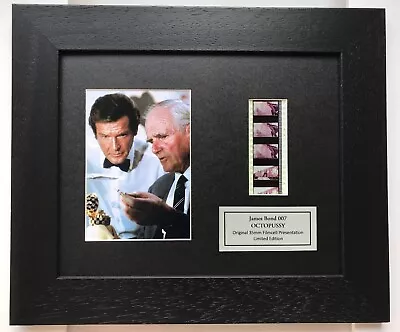 James Bond 007
OCTOPUSSY
Original 35mm Filmcell Presentation
Limited Edition